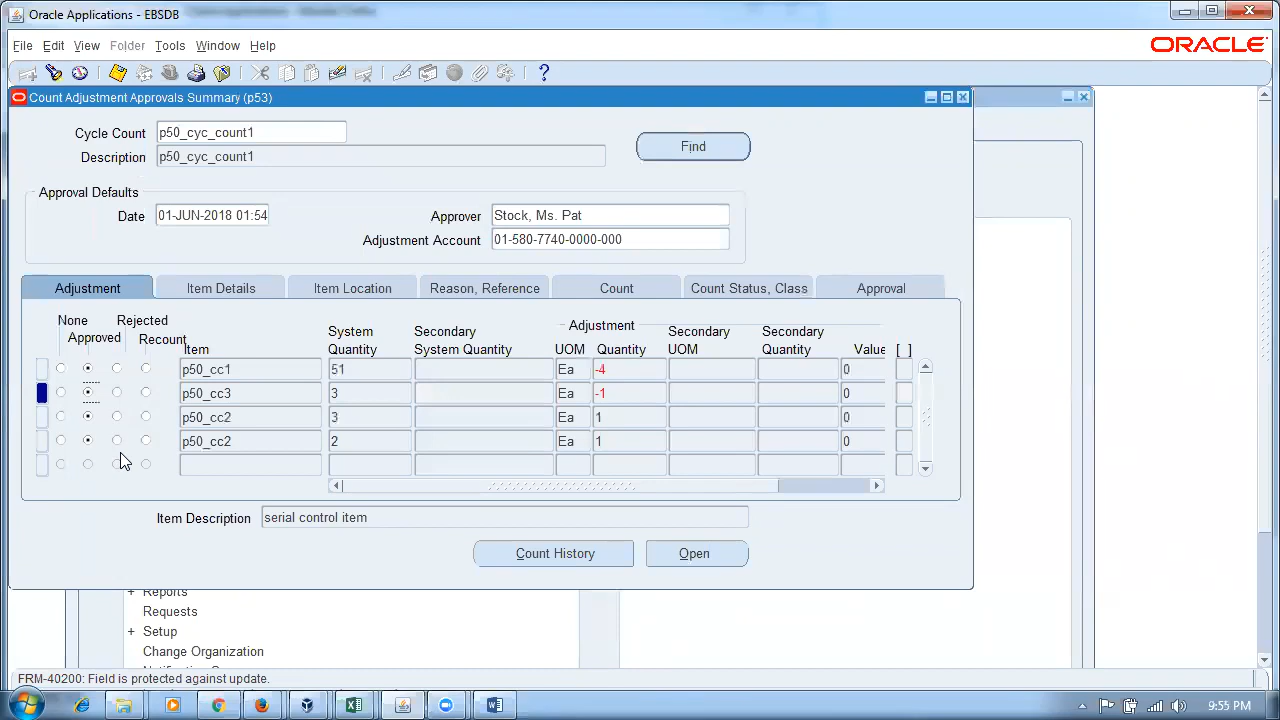 Oracle Applications - EBSDB
File Edit View Folder Tools Window Help
ORACLE
Count Adjustment Approvals Summary (p53)
Cycle Count p50_cyc_count1
Find
Description p50_cyc_count1
Approval Defaults
Date 01-JUN-2018 01:54
Approver Stock, Ms. Pat
Adjustment Account 01-580-7740-0000-000
Adjustment Item Details Item Location Reason, Reference Count Count Status, Class Approval
None Rejected
Approved Recount
Item
System Quantity
Secondary System Quantity
Adjustment
UOM Quantity
Secondary UOM
Secondary Quantity
Value [ ]
p50_cc1 51 Ea -4 0
p50_cc3 3 Ea -1 0
p50_cc2 3 Ea 1 0
p50_cc2 2 Ea 1 0
Item Description serial control item
Count History Open
+ Reports
Requests
+ Setup
Change Organization
FRM-40200: Field is protected against update.
9:55 PM